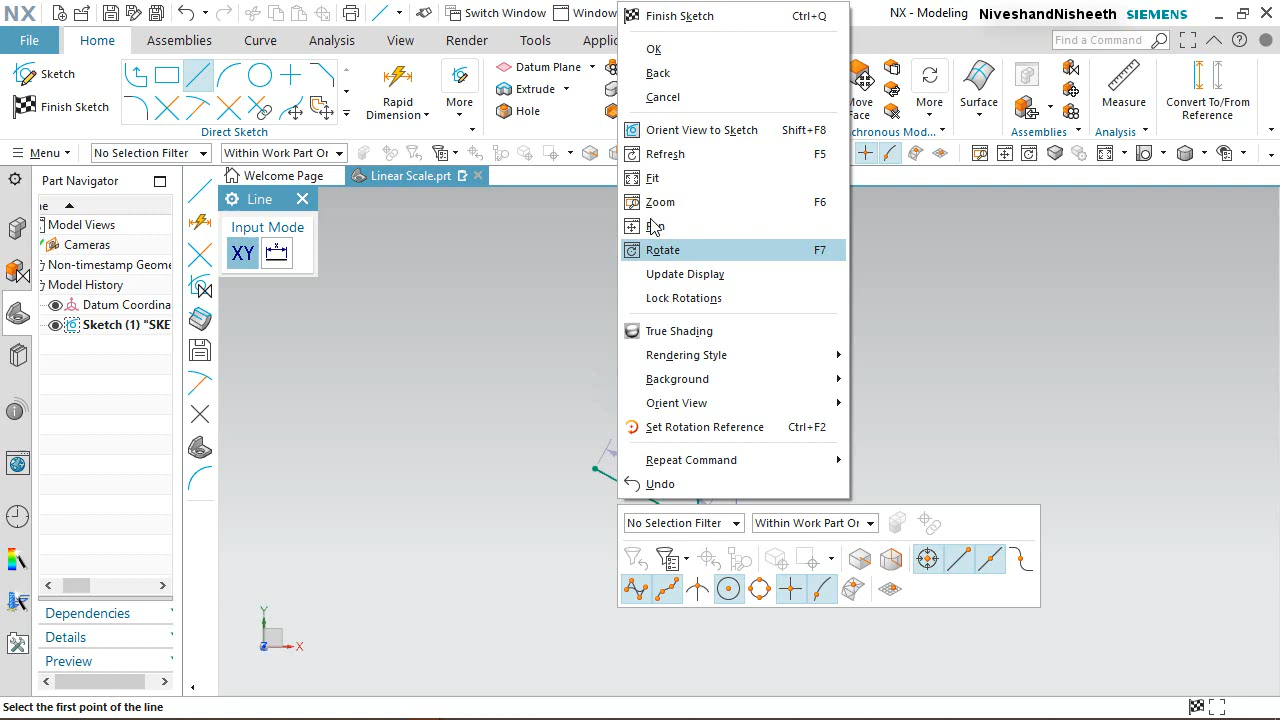 NX
Switch Window
Window
NX - Modeling
NiveshandNisheeth
SIEMENS
File
Home
Assemblies
Curve
Analysis
View
Render
Tools
Applic
Find a Command
Sketch
Finish Sketch
Direct Sketch
Rapid
Dimension
More
Datum Plane
Extrude
Hole
Move
Face
More
chronous Mod...
Surface
Assemblies
Measure
Analysis
Convert To/From
Reference
Menu
No Selection Filter
Within Work Part Or
Part Navigator
Welcome Page
Linear Scale.prt
Model Views
Cameras
Non-timestamp Geome
Model History
Datum Coordina
Sketch (1) "SKE
Dependencies
Details
Preview
Line
Input Mode
XY
Finish Sketch Ctrl+Q
OK
Back
Cancel
Orient View to Sketch Shift+F8
Refresh F5
Fit
Zoom F6
Rotate F7
Update Display
Lock Rotations
True Shading
Rendering Style
Background
Orient View
Set Rotation Reference Ctrl+F2
Repeat Command
Undo
No Selection Filter
Within Work Part Or
Y
Z
X
Select the first point of the line